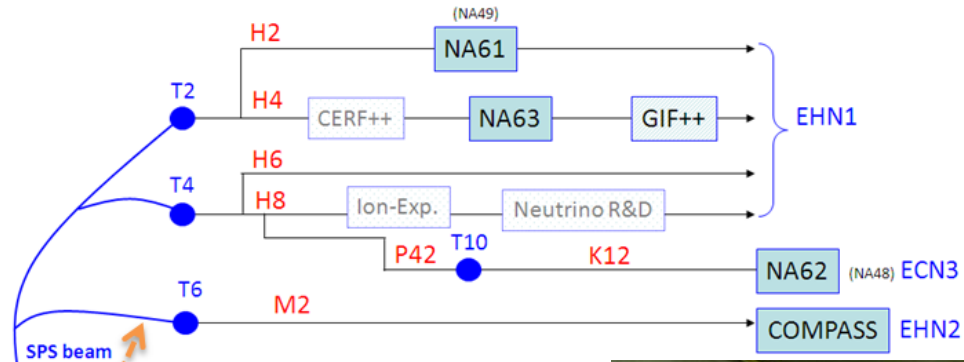 (NA49)
H2
NA61
T2
H4
CERF++
NA63
GIF++
EHN1
H6
T4
H8
Ion-Exp.
Neutrino R&D
T10
P42
K12
NA62
(NA48)
ECN3
T6
M2
COMPASS
EHN2
SPS beam